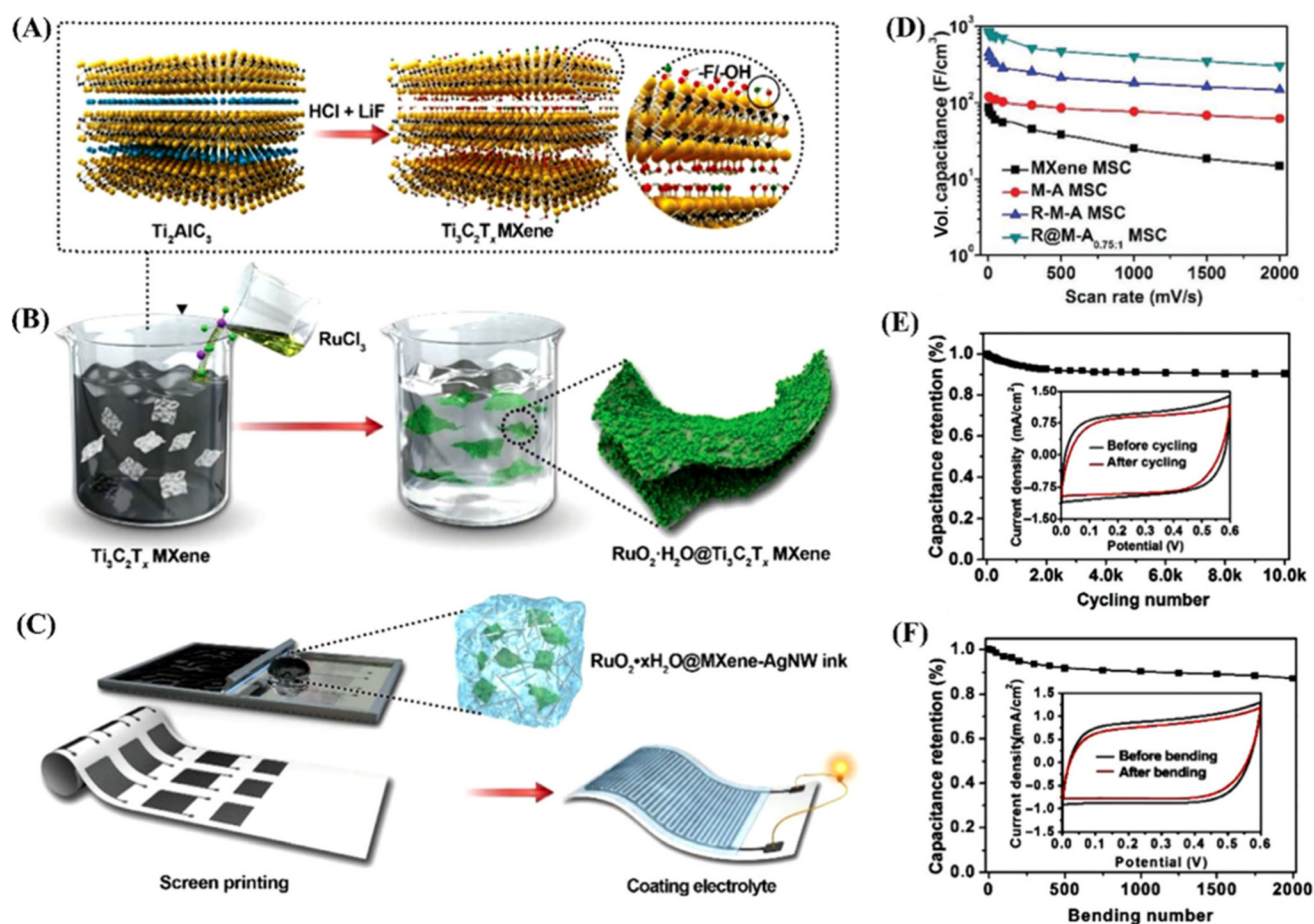 (A)
HCl + LiF
-F/-OH
Ti₂AlC₃
Ti₃C₂Tₓ MXene
(B)
RuCl₃
Ti₃C₂Tₓ MXene
RuO₂·H₂O@Ti₃C₂Tₓ MXene
(C)
RuO₂•xH₂O@MXene-AgNW ink
Screen printing
Coating electrolyte
(D)
Vol. capacitance (F/cm³)
10³
10²
10¹
10⁰
MXene MSC
M-A MSC
R-M-A MSC
R@M-A₀.₇₅:₁ MSC
0 500 1000 1500 2000
Scan rate (mV/s)
(E)
Capacitance retention (%)
1.0
0.8
0.6
0.4
0.2
0.0
Current density (mA/cm²)
1.50
0.75
0.00
−0.75
−1.50
Before cycling
After cycling
0.0 0.1 0.2 0.3 0.4 0.5 0.6
Potential (V)
0.0 2.0k 4.0k 6.0k 8.0k 10.0k
Cycling number
(F)
Capacitance retention (%)
1.0
0.8
0.6
0.4
0.2
0.0
Current density(mA/cm²)
1.5
1.0
0.5
0.0
−0.5
−1.0
−1.5
Before bending
After bending
0.0 0.1 0.2 0.3 0.4 0.5 0.6
Potential (V)
0 500 1000 1500 2000
Bending number